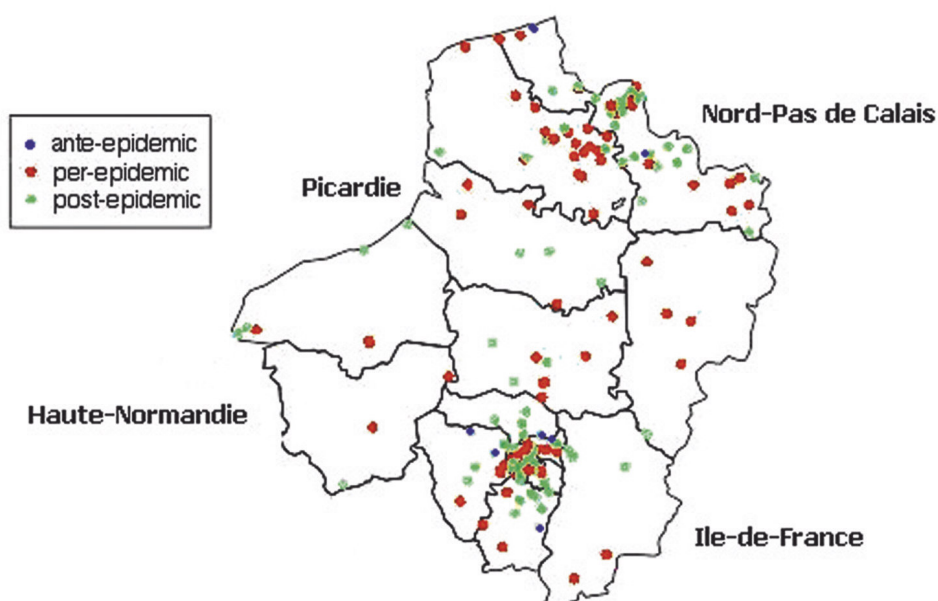 Nord-Pas de Calais
ante-epidemic
per-epidemic
post-epidemic
Picardie
Haute-Normandie
Ile-de-France